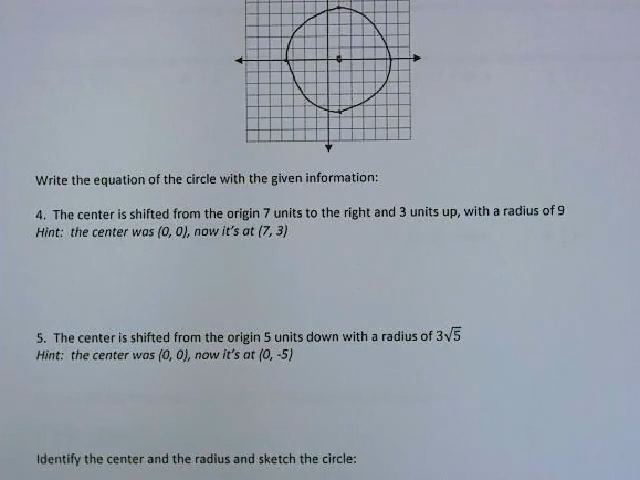 Write the equation of the circle with the given information:
4. The center is shifted from the origin 7 units to the right and 3 units up, with a radius of 9
Hint: the center was (0, 0), now it's at (7, 3)
5. The center is shifted from the origin 5 units down with a radius of 3√5
Hint: the center was (0, 0), now it's at (0, -5)
Identify the center and the radius and sketch the circle: